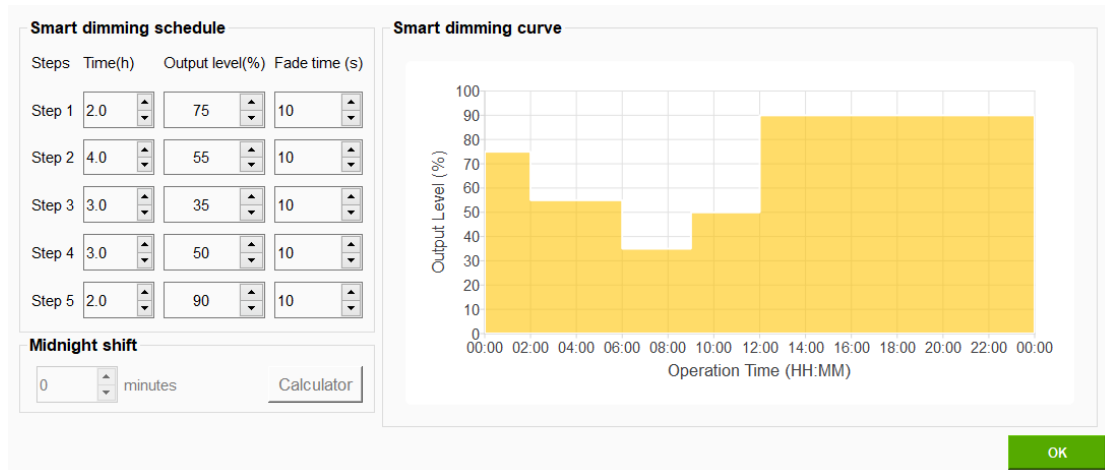 Smart dimming schedule
Steps Time(h) Output level(%) Fade time (s)
Step 1 2.0 75 10
Step 2 4.0 55 10
Step 3 3.0 35 10
Step 4 3.0 50 10
Step 5 2.0 90 10
Midnight shift
0 minutes Calculator
Smart dimming curve
Output Level (%)
100
90
80
70
60
50
40
30
20
10
0
00:00 02:00 04:00 06:00 08:00 10:00 12:00 14:00 16:00 18:00 20:00 22:00 00:00
Operation Time (HH:MM)
OK